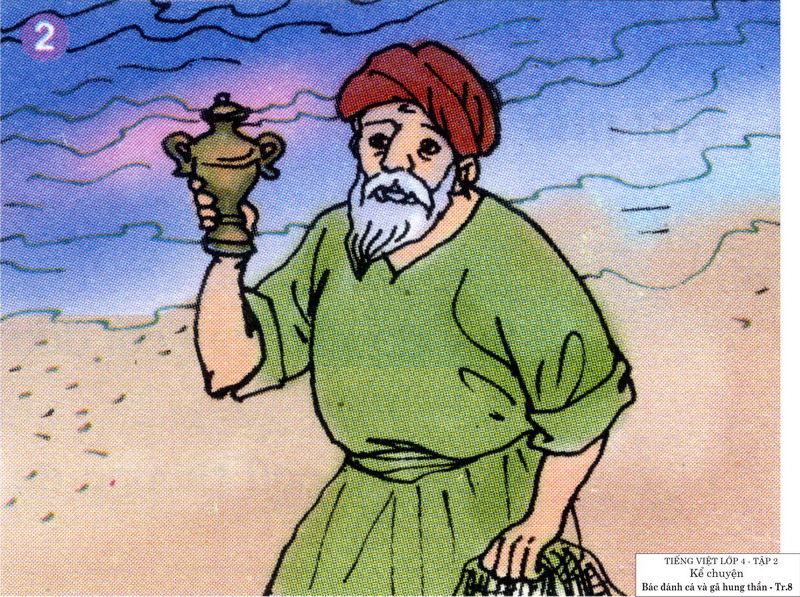 2
TIẾNG VIỆT LỚP 4 - TẬP 2
Kể chuyện
Bác đánh cá và gã hung thần - Tr.8